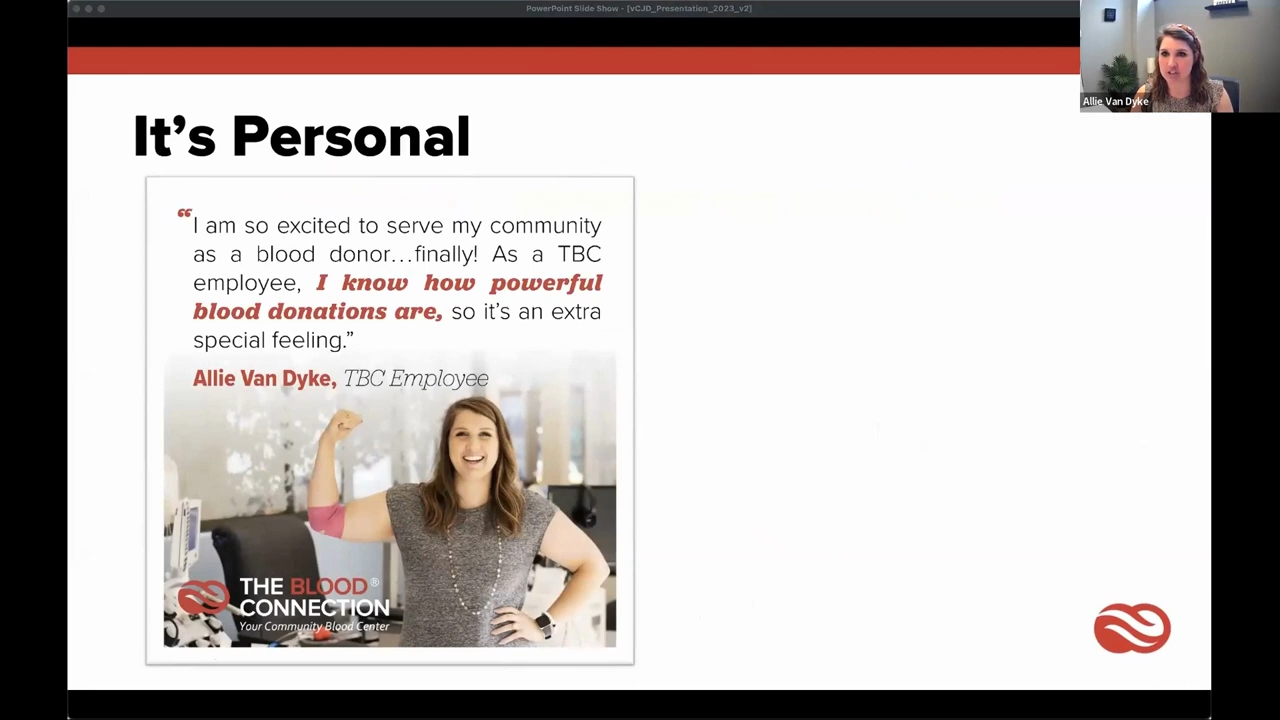 PowerPoint Slide Show - [vCJD_Presentation_2023_v2]
Allie Van Dyke
It's Personal
“I am so excited to serve my community
as a blood donor...finally! As a TBC
employee, I know how powerful
blood donations are, so it's an extra
special feeling.”
Allie Van Dyke, TBC Employee
THE BLOOD®
CONNECTION
Your Community Blood Center